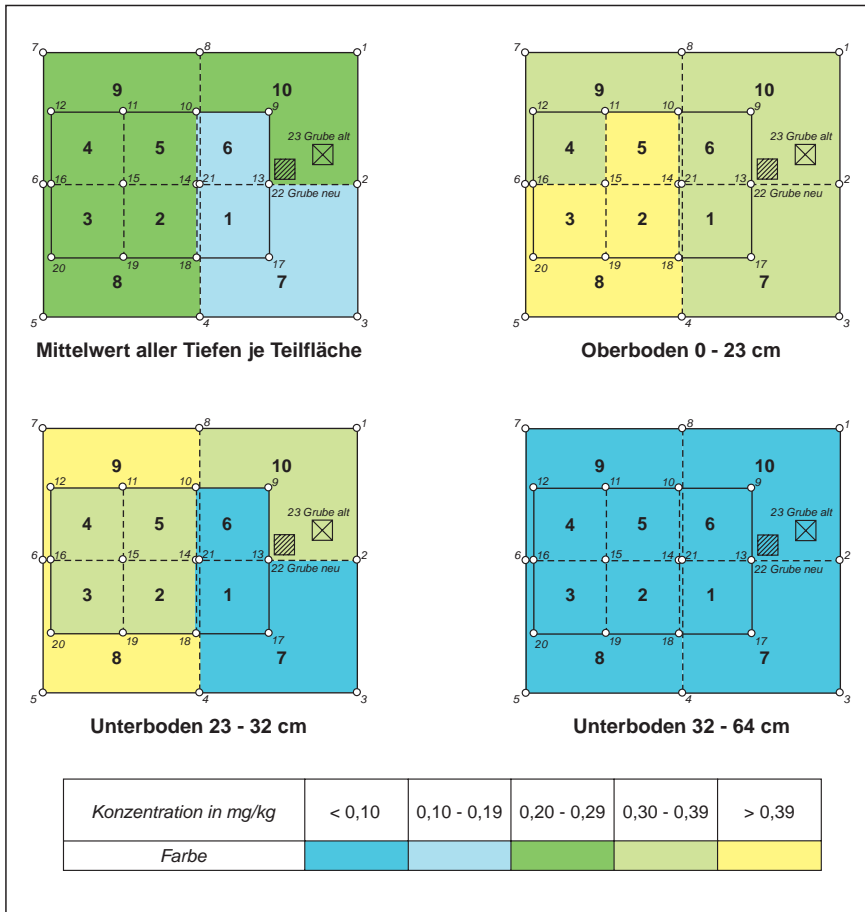 7 8 1
9 10
12 11 10 9
23 Grube alt
4 5 6
6 16 15 14 21 13 2
22 Grube neu
3 2 1
20 19 18 17
8 7
5 4 3
Mittelwert aller Tiefen je Teilfläche
7 8 1
9 10
12 11 10 9
23 Grube alt
4 5 6
6 16 15 14 21 13 2
22 Grube neu
3 2 1
20 19 18 17
8 7
5 4 3
Oberboden 0 - 23 cm
7 8 1
9 10
12 11 10 9
23 Grube alt
4 5 6
6 16 15 14 21 13 2
22 Grube neu
3 2 1
20 19 18 17
8 7
5 4 3
Unterboden 23 - 32 cm
7 8 1
9 10
12 11 10 9
23 Grube alt
4 5 6
6 16 15 14 21 13 2
22 Grube neu
3 2 1
20 19 18 17
8 7
5 4 3
Unterboden 32 - 64 cm
Konzentration in mg/kg < 0,10 0,10 - 0,19 0,20 - 0,29 0,30 - 0,39 > 0,39
Farbe